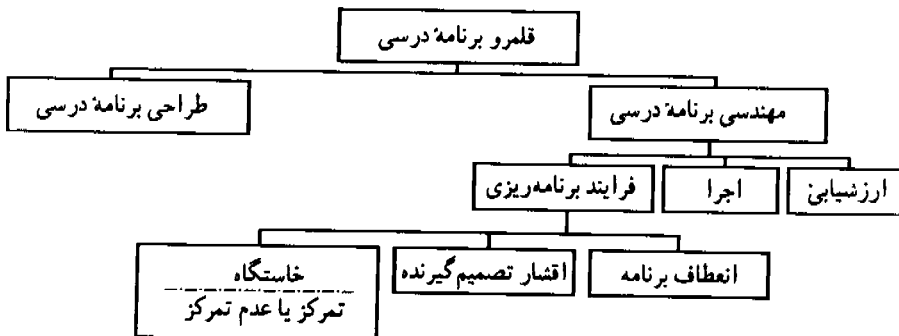 قلمرو برنامهٔ درسی
مهندسی برنامهٔ درسی
طراحی برنامهٔ درسی
ارزشیابی
اجرا
فرایند برنامه‌ریزی
انعطاف برنامه
اقشار تصمیم‌گیرنده
خاستگاه
تمرکز یا عدم تمرکز